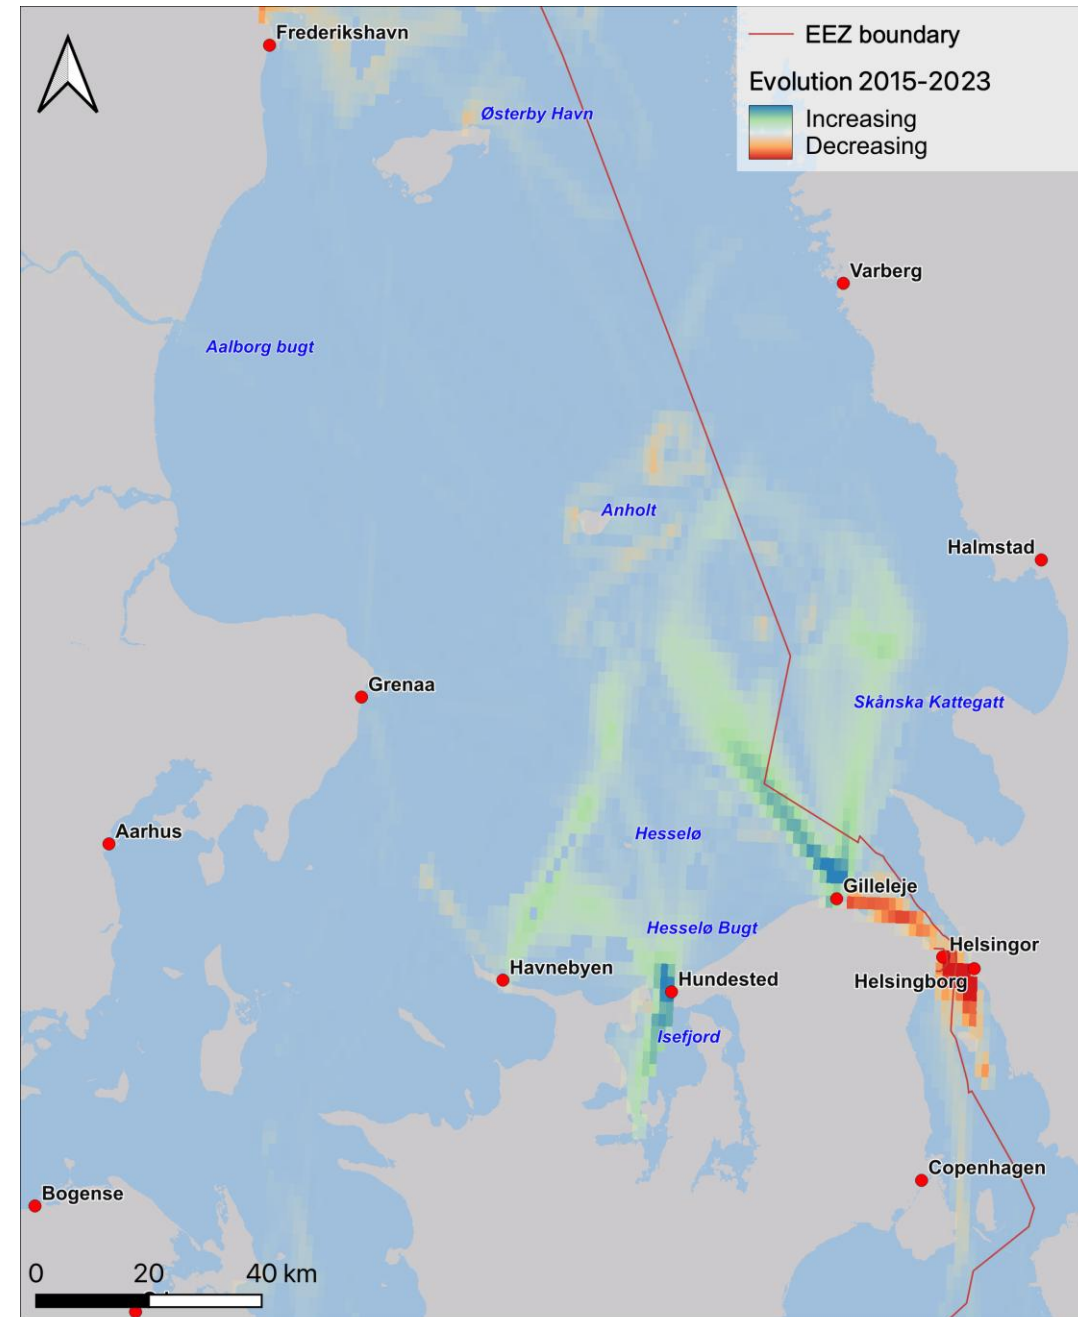 EEZ boundary
Evolution 2015-2023
Increasing
Decreasing
Frederikshavn
Østerby Havn
Varberg
Aalborg bugt
Anholt
Halmstad
Grenaa
Skånska Kattegatt
Aarhus
Hesselø
Gilleleje
Hesselø Bugt
Helsingor
Havnebyen
Hundested
Helsingborg
Isefjord
Copenhagen
Bogense
0 20 40 km